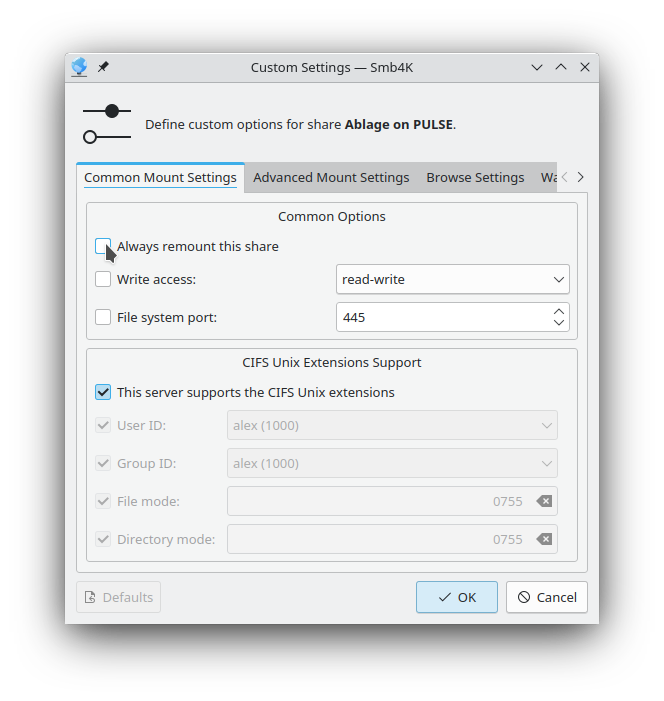 Custom Settings — Smb4K
Define custom options for share Ablage on PULSE.
Common Mount Settings Advanced Mount Settings Browse Settings
Common Options
Always remount this share
Write access: read-write
File system port: 445
CIFS Unix Extensions Support
This server supports the CIFS Unix extensions
User ID: alex (1000)
Group ID: alex (1000)
File mode: 0755
Directory mode: 0755
Defaults OK Cancel